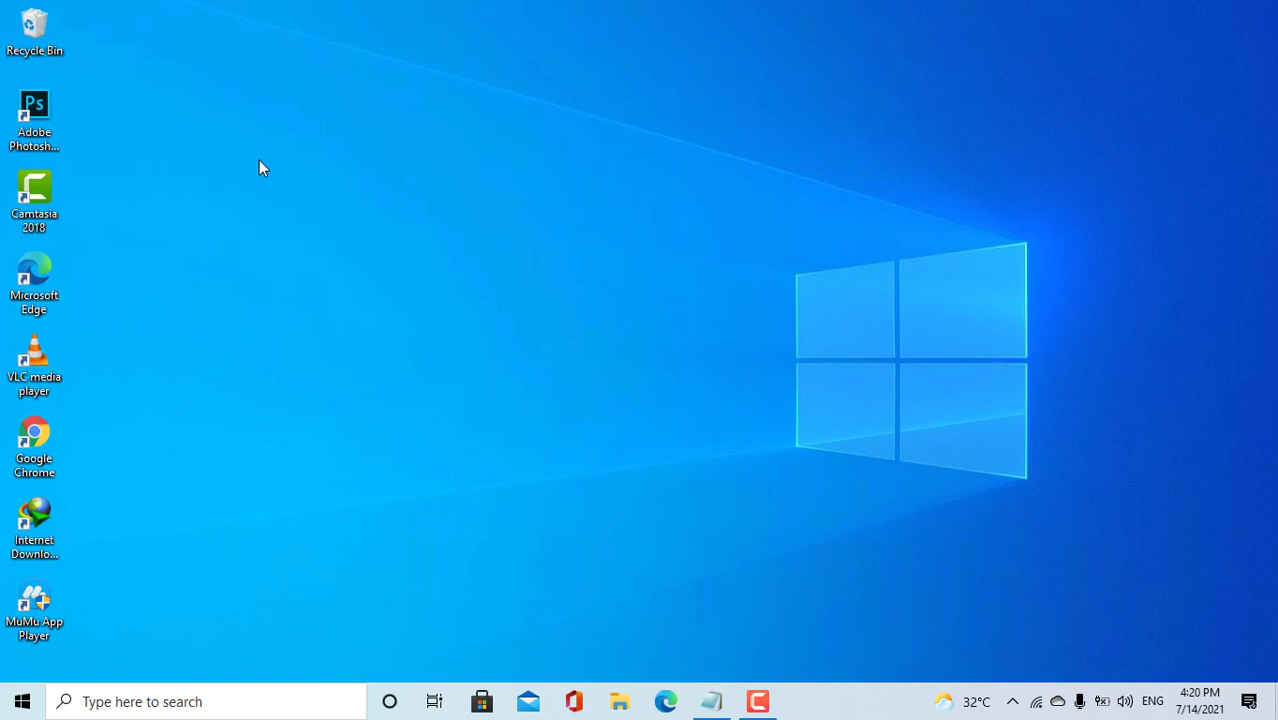 Recycle Bin
Ps
Adobe
Photosh...
Camtasia
2018
Microsoft
Edge
VLC media
player
Google
Chrome
Internet
Downlo...
MuMu App
Player
Type here to search
32°C
ENG
4:20 PM
7/14/2021